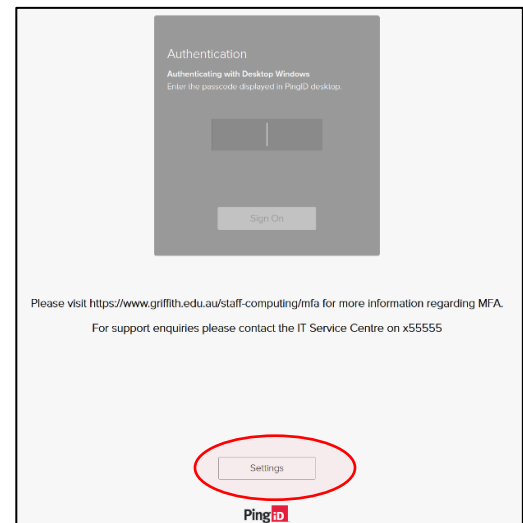 Authentication
Authenticating with Desktop Windows
Enter the passcode displayed in PingID desktop.
Sign On
Please visit https://www.griffith.edu.au/staff-computing/mfa for more information regarding MFA.
For support enquiries please contact the IT Service Centre on x55555
Settings
Ping iD